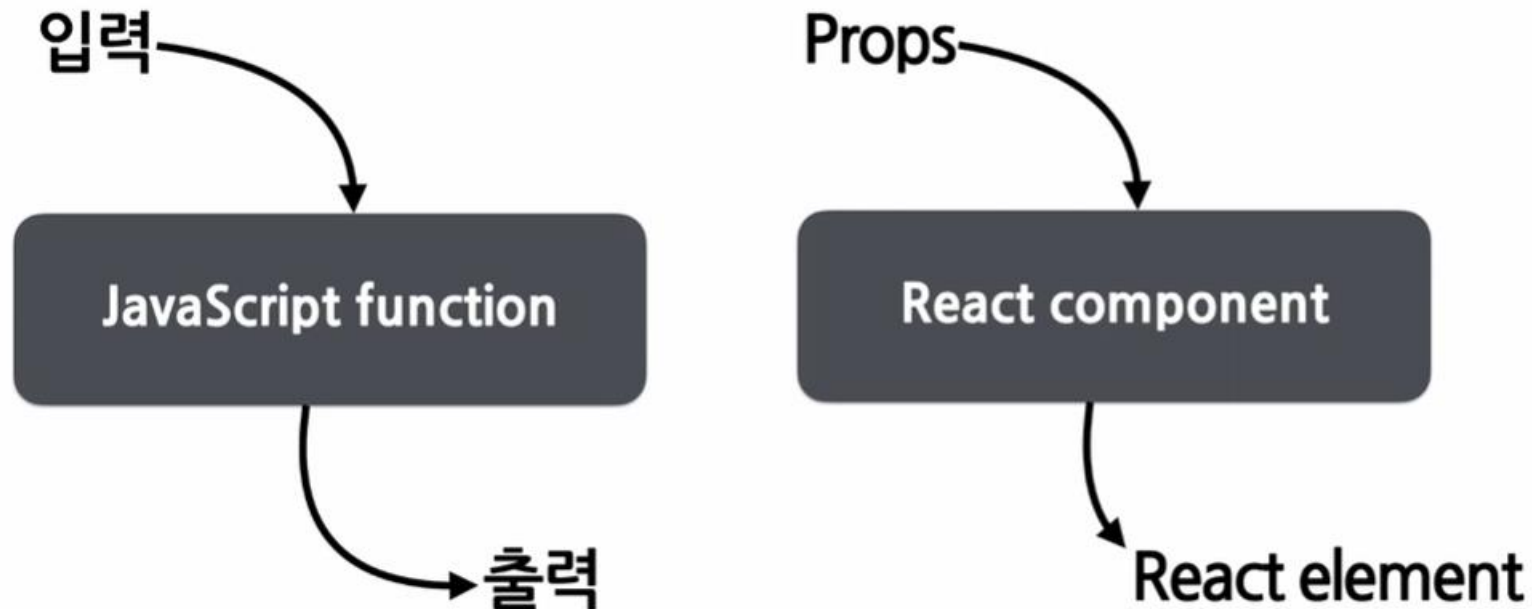 입력
JavaScript function
출력
Props
React component
React element